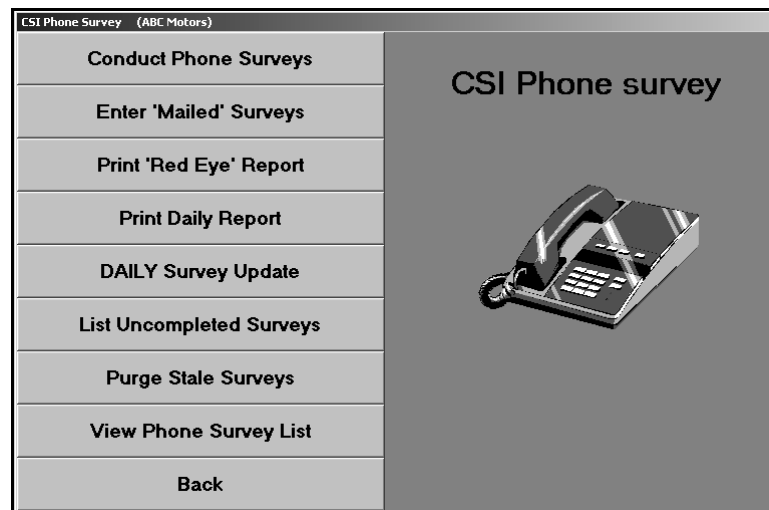 CSI Phone Survey (ABC Motors)
Conduct Phone Surveys
Enter 'Mailed' Surveys
Print 'Red Eye' Report
Print Daily Report
DAILY Survey Update
List Uncompleted Surveys
Purge Stale Surveys
View Phone Survey List
Back
CSI Phone survey